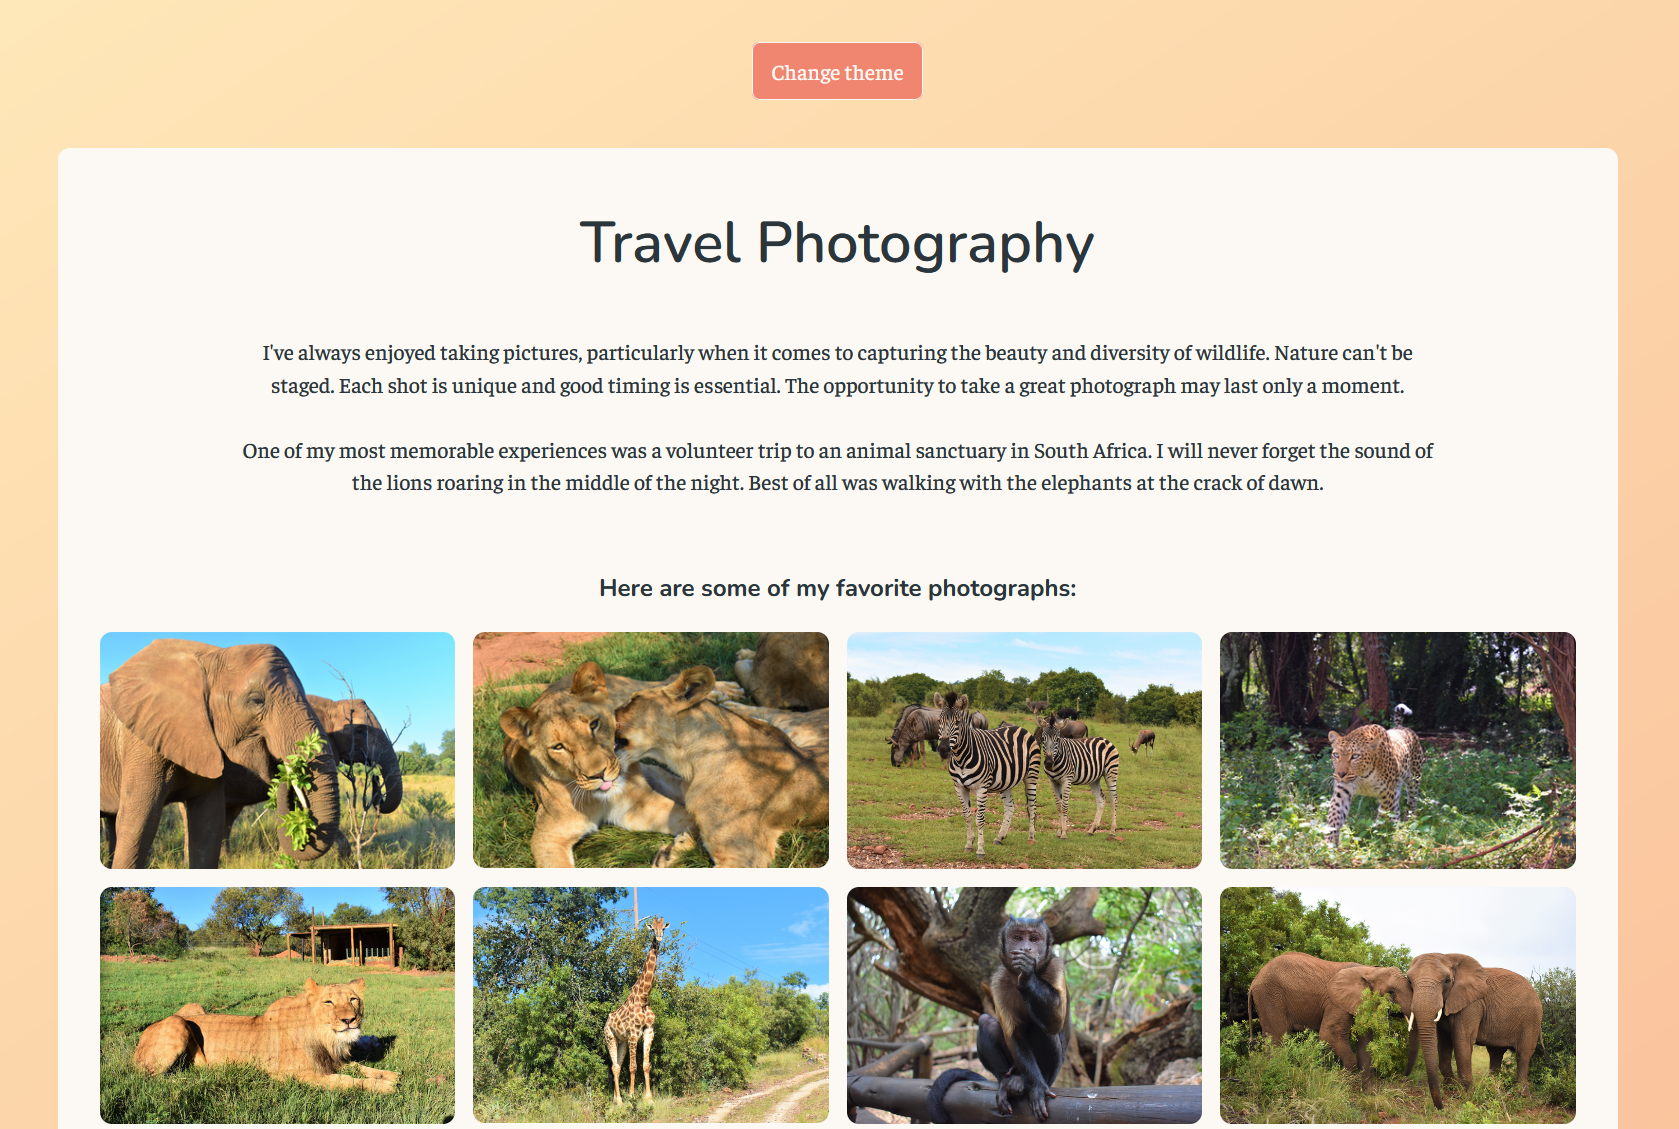 Change theme
Travel Photography
I've always enjoyed taking pictures, particularly when it comes to capturing the beauty and diversity of wildlife. Nature can't be
staged. Each shot is unique and good timing is essential. The opportunity to take a great photograph may last only a moment.
One of my most memorable experiences was a volunteer trip to an animal sanctuary in South Africa. I will never forget the sound of
the lions roaring in the middle of the night. Best of all was walking with the elephants at the crack of dawn.
Here are some of my favorite photographs: